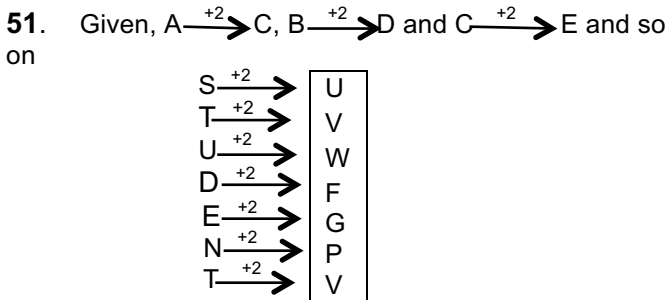 51. Given, A +2 C, B +2 D and C +2 E and so
on
S +2 U
T +2 V
U +2 W
D +2 F
E +2 G
N +2 P
T +2 V